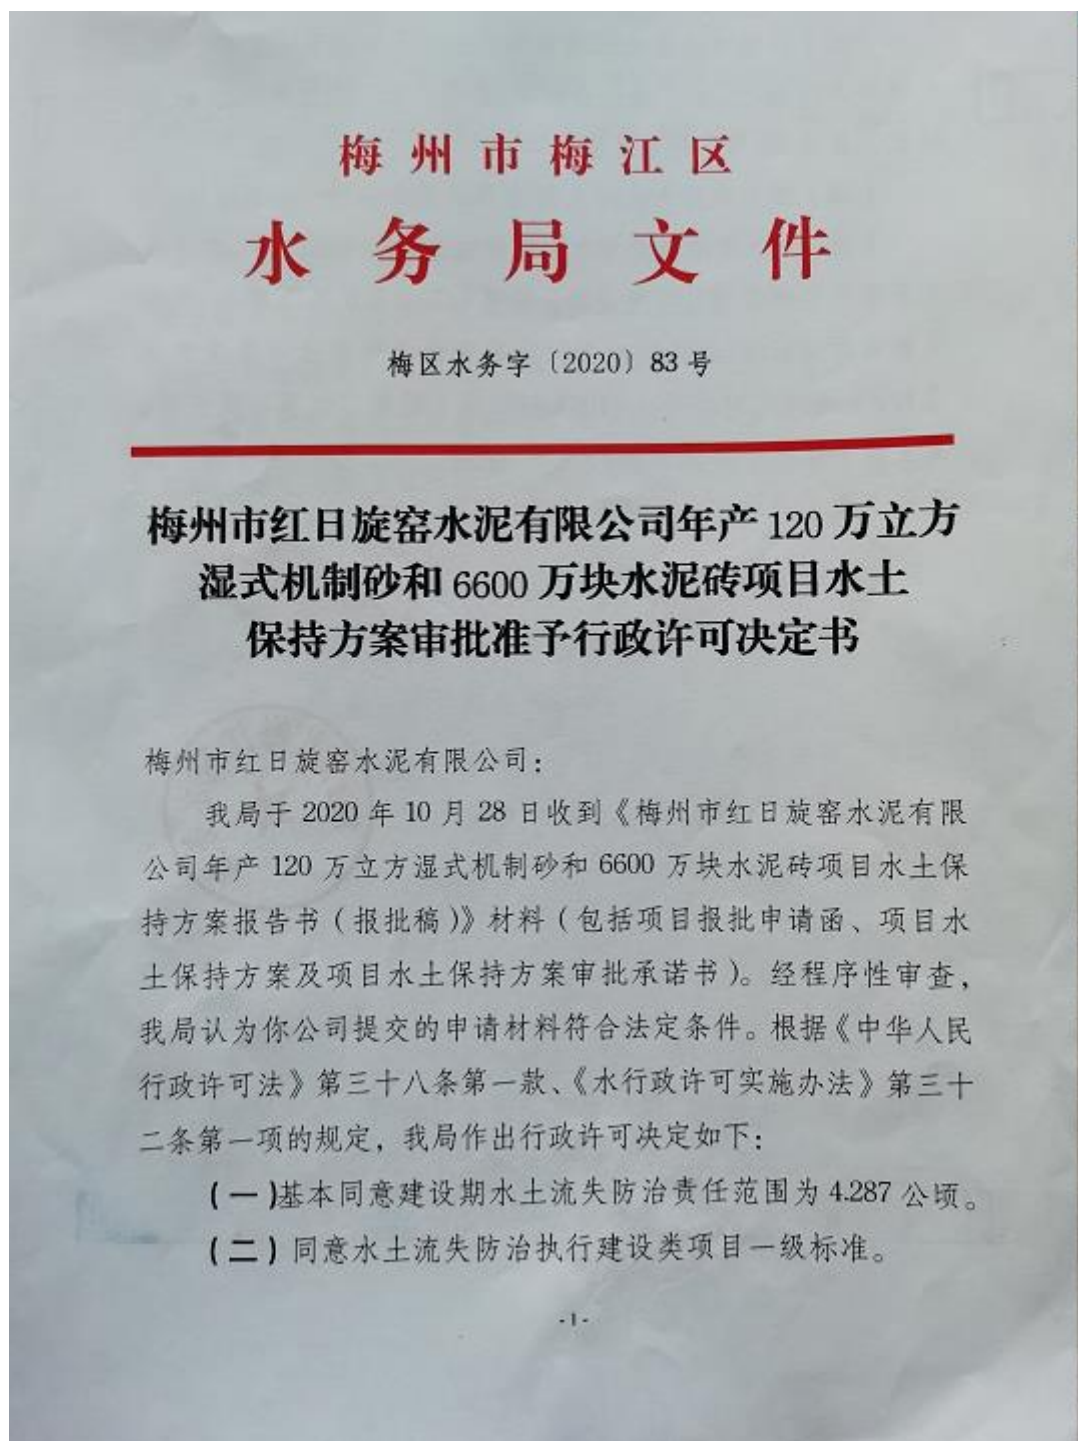 梅州市梅江区
水务局文件
梅区水务字〔2020〕83号
梅州市红日旋窑水泥有限公司年产120万立方
湿式机制砂和6600万块水泥砖项目水土
保持方案审批准予行政许可决定书
梅州市红日旋窑水泥有限公司：
我局于2020年10月28日收到《梅州市红日旋窑水泥有限
公司年产120万立方湿式机制砂和6600万块水泥砖项目水土保
持方案报告书（报批稿）》材料（包括项目报批申请函、项目水
土保持方案及项目水土保持方案审批承诺书）。经程序性审查，
我局认为你公司提交的申请材料符合法定条件。根据《中华人民
行政许可法》第三十八条第一款、《水行政许可实施办法》第三十
二条第一项的规定，我局作出行政许可决定如下：
（一）基本同意建设期水土流失防治责任范围为4.287公顷。
（二）同意水土流失防治执行建设类项目一级标准。
-1-